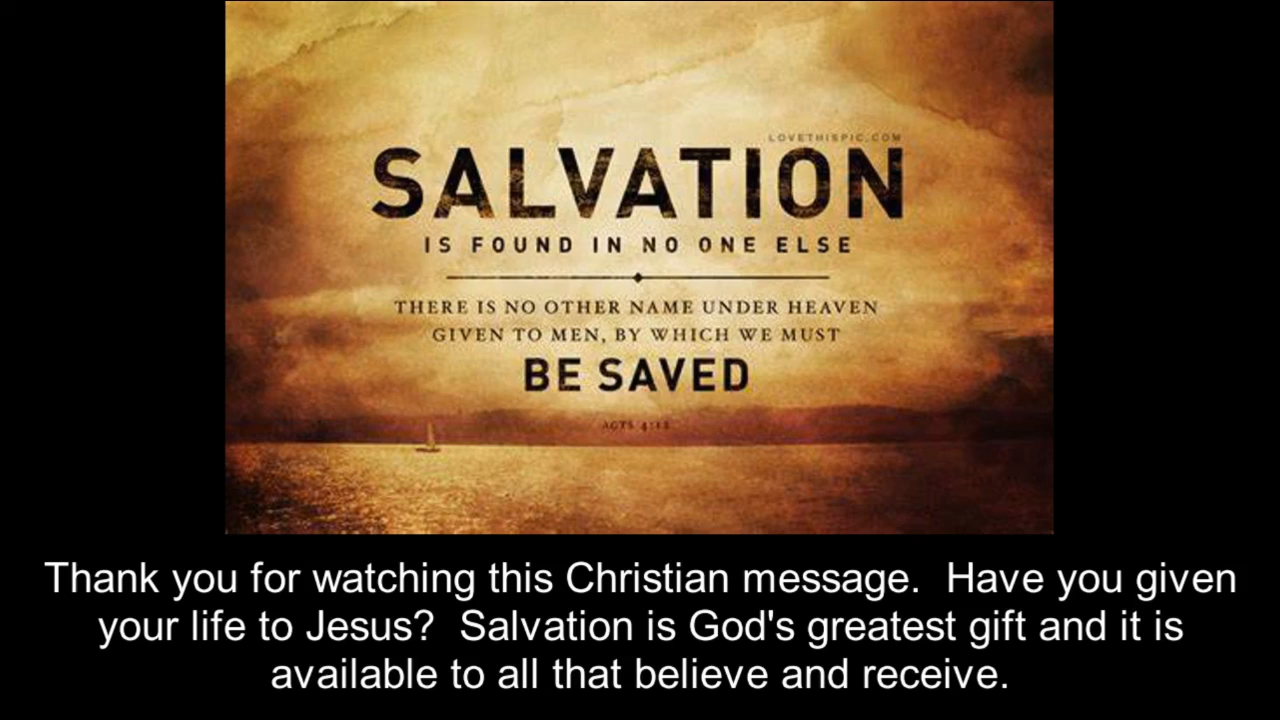 LOVETHISPIC.COM
SALVATION
IS FOUND IN NO ONE ELSE
THERE IS NO OTHER NAME UNDER HEAVEN
GIVEN TO MEN, BY WHICH WE MUST
BE SAVED
ACTS 4:12
Thank you for watching this Christian message.  Have you given
your life to Jesus?  Salvation is God's greatest gift and it is
available to all that believe and receive.